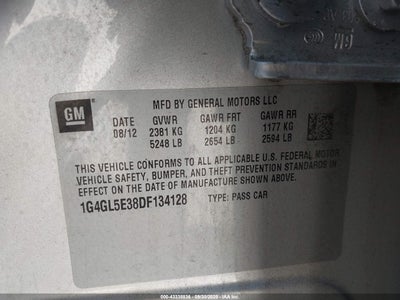 GM
MFD BY GENERAL MOTORS LLC
DATE GVWR GAWR FRT GAWR RR
08/12 2381 KG 1204 KG 1177 KG
5248 LB 2654 LB 2594 LB
THIS VEHICLE CONFORMS TO ALL APPLICABLE U.S. FEDERAL MOTOR
VEHICLE SAFETY, BUMPER, AND THEFT PREVENTION STANDARDS IN
EFFECT ON THE DATE OF MANUFACTURE SHOWN ABOVE.
1G4GL5E38DF134128 TYPE: PASS CAR